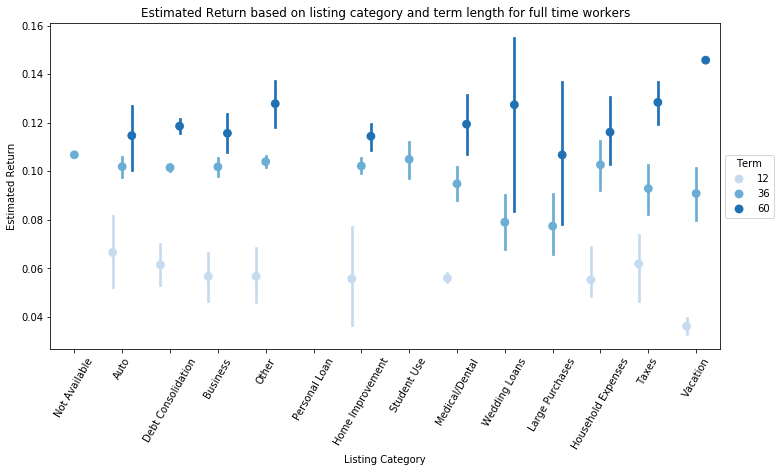 Estimated Return based on listing category and term length for full time workers
0.16
0.14
0.12
0.10
0.08
0.06
0.04
Estimated Return
Term
12
36
60
Not Available
Auto
Debt Consolidation
Business
Other
Personal Loan
Home Improvement
Student Use
Medical/Dental
Wedding Loans
Large Purchases
Household Expenses
Taxes
Vacation
Listing Category